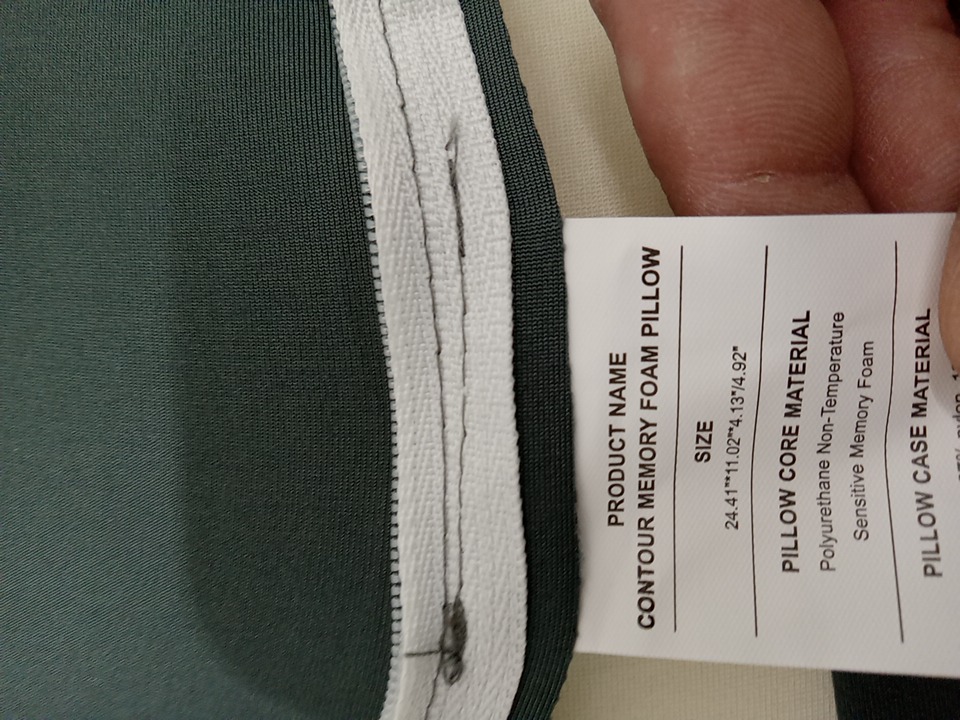 PRODUCT NAME
CONTOUR MEMORY FOAM PILLOW
SIZE
24.41"*11.02"*4.13"/4.92"
PILLOW CORE MATERIAL
Polyurethane Non-Temperature
Sensitive Memory Foam
PILLOW CASE MATERIAL